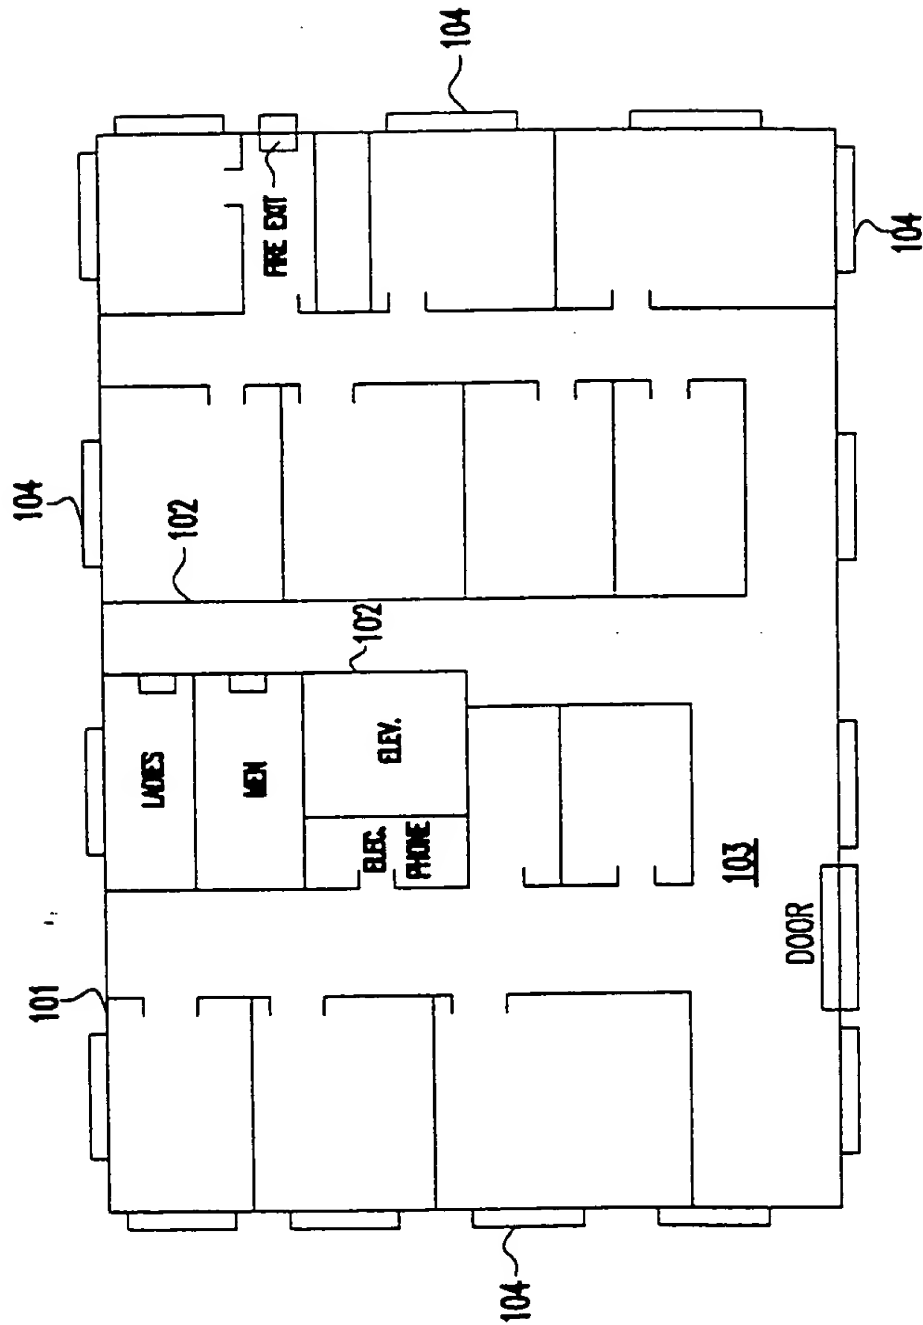 104
104
104
102
FIRE EXIT
102
LADIES
MEN
ELEV.
ELEC.
PHONE
101
103
DOOR
104